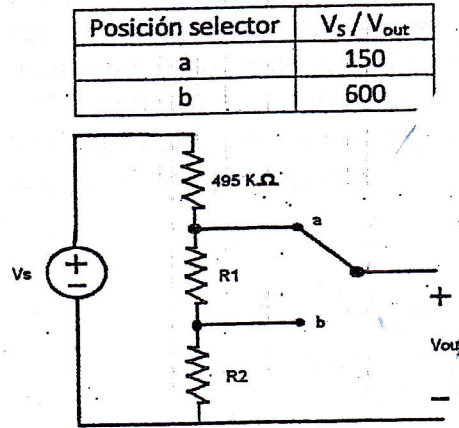 Posición selector Vs / Vout
a 150
b 600
495 KΩ
a
Vs
+
−
R1
+
b
Vou
R2
−